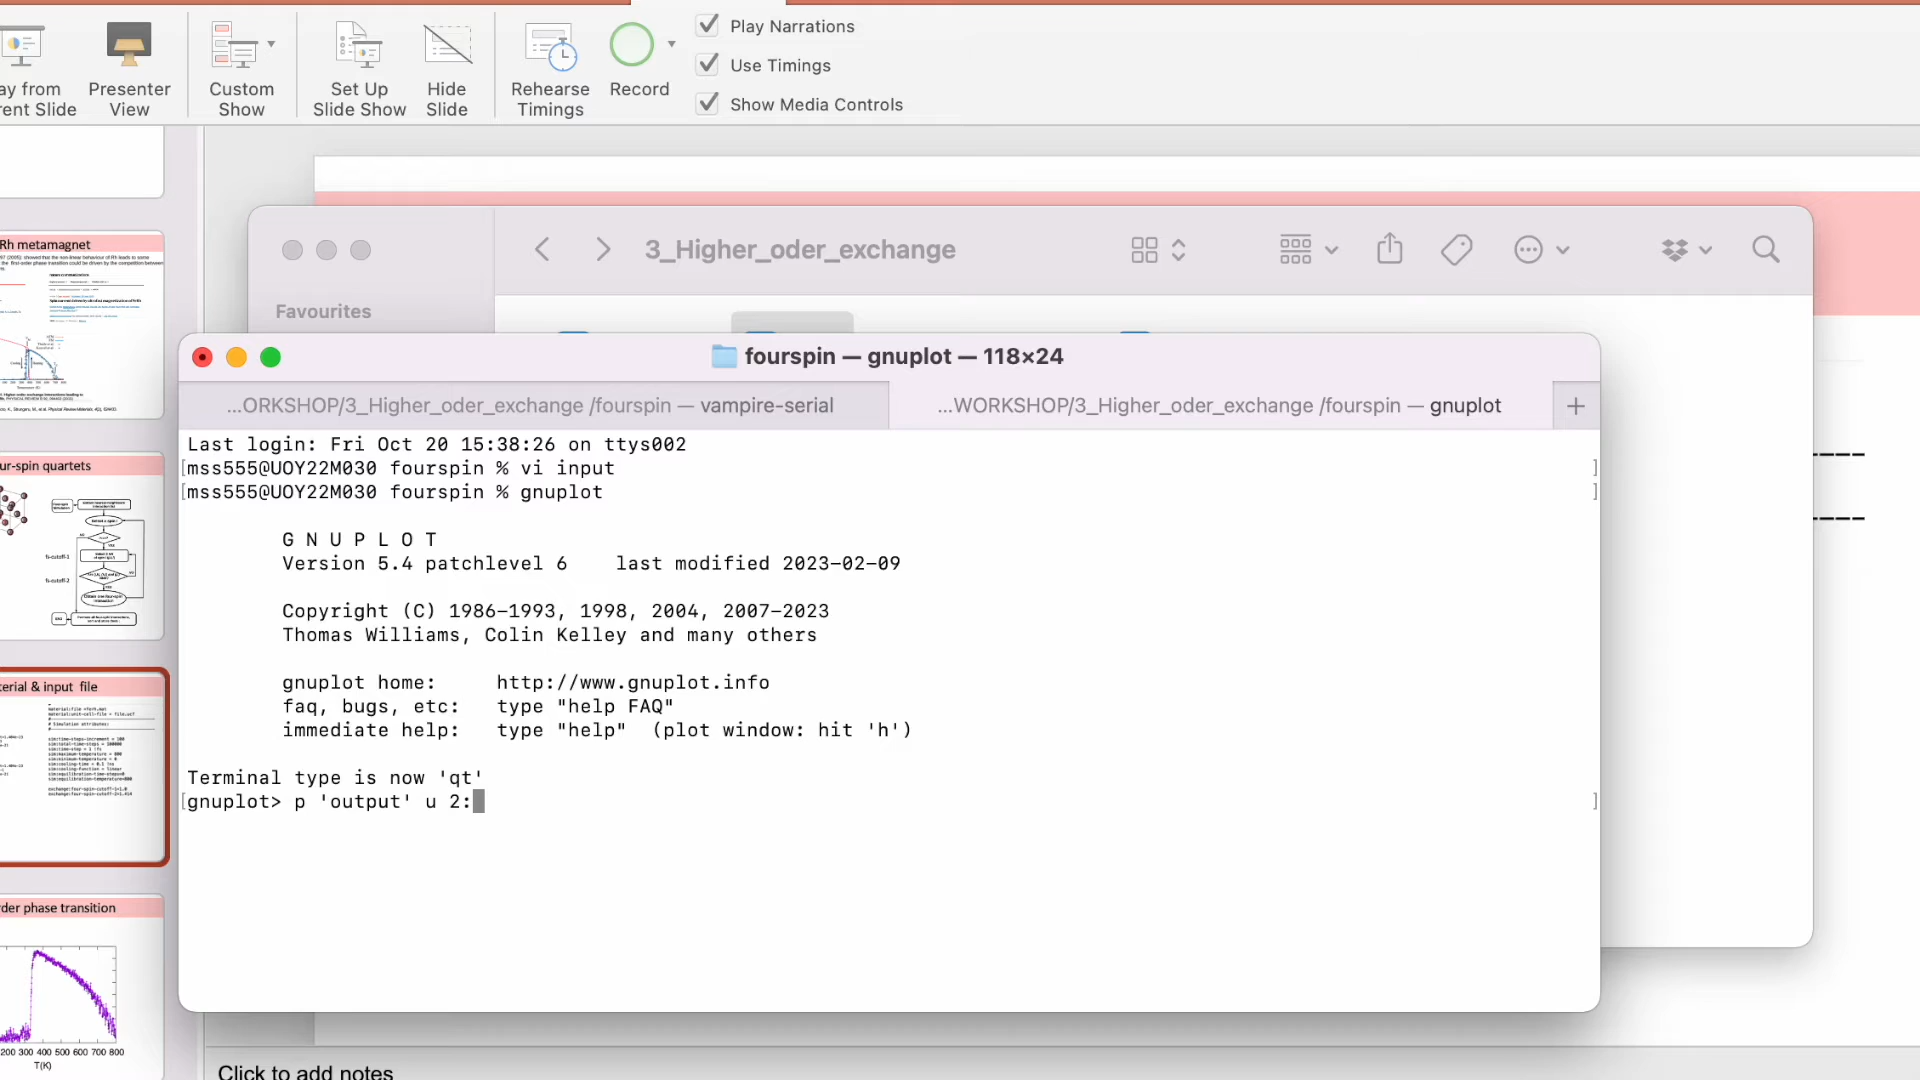 Play Narrations
Use Timings
Show Media Controls
ay from
rent Slide
Presenter
View
Custom
Show
Set Up
Slide Show
Hide
Slide
Rehearse
Timings
Record
Rh metamagnet
ur-spin quartets
terial & input file
der phase transition
200 300 400 500 600 700 800
T(K)
3_Higher_oder_exchange
Favourites
fourspin — gnuplot — 118×24
...ORKSHOP/3_Higher_oder_exchange /fourspin — vampire-serial
...WORKSHOP/3_Higher_oder_exchange /fourspin — gnuplot
Last login: Fri Oct 20 15:38:26 on ttys002
[mss555@UOY22M030 fourspin % vi input ]
[mss555@UOY22M030 fourspin % gnuplot ]
G N U P L O T
Version 5.4 patchlevel 6    last modified 2023-02-09
Copyright (C) 1986-1993, 1998, 2004, 2007-2023
Thomas Williams, Colin Kelley and many others
gnuplot home:     http://www.gnuplot.info
faq, bugs, etc:   type "help FAQ"
immediate help:   type "help"  (plot window: hit 'h')
Terminal type is now 'qt'
[gnuplot> p 'output' u 2: ]
Click to add notes